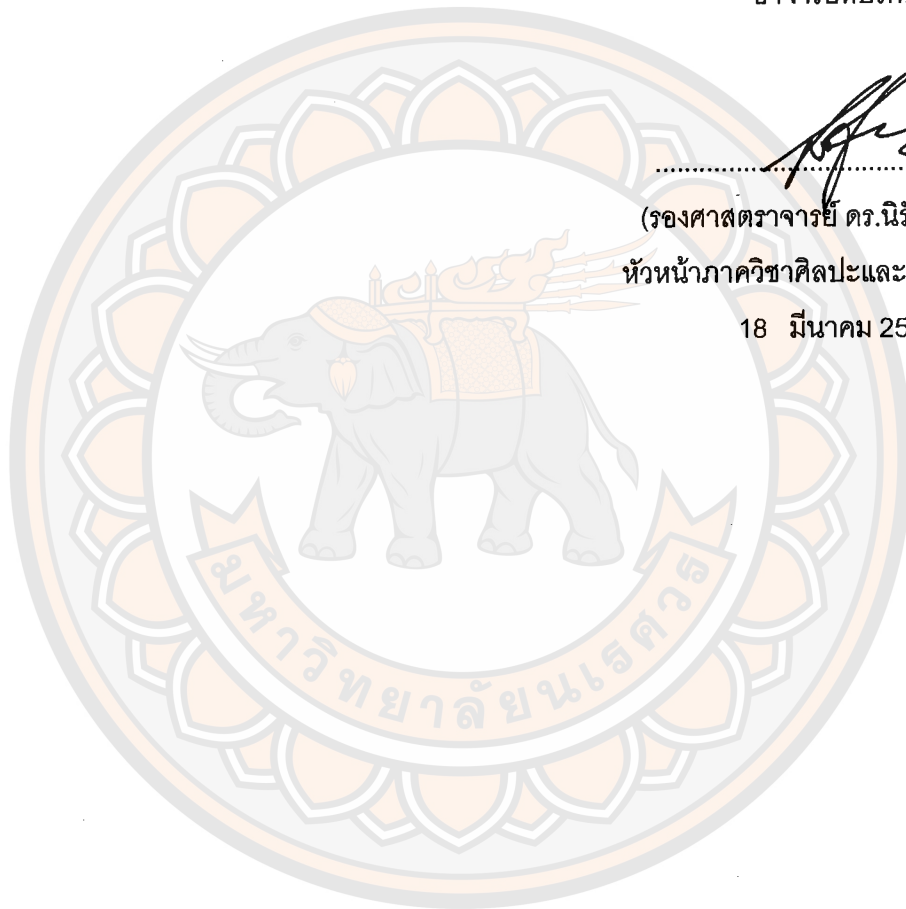 (รองศาสตราจารย์ ดร.นิ
หัวหน้าภาควิชาศิลปะและ
18 มีนาคม 25
มหาวิทยาลัยนเรศวร